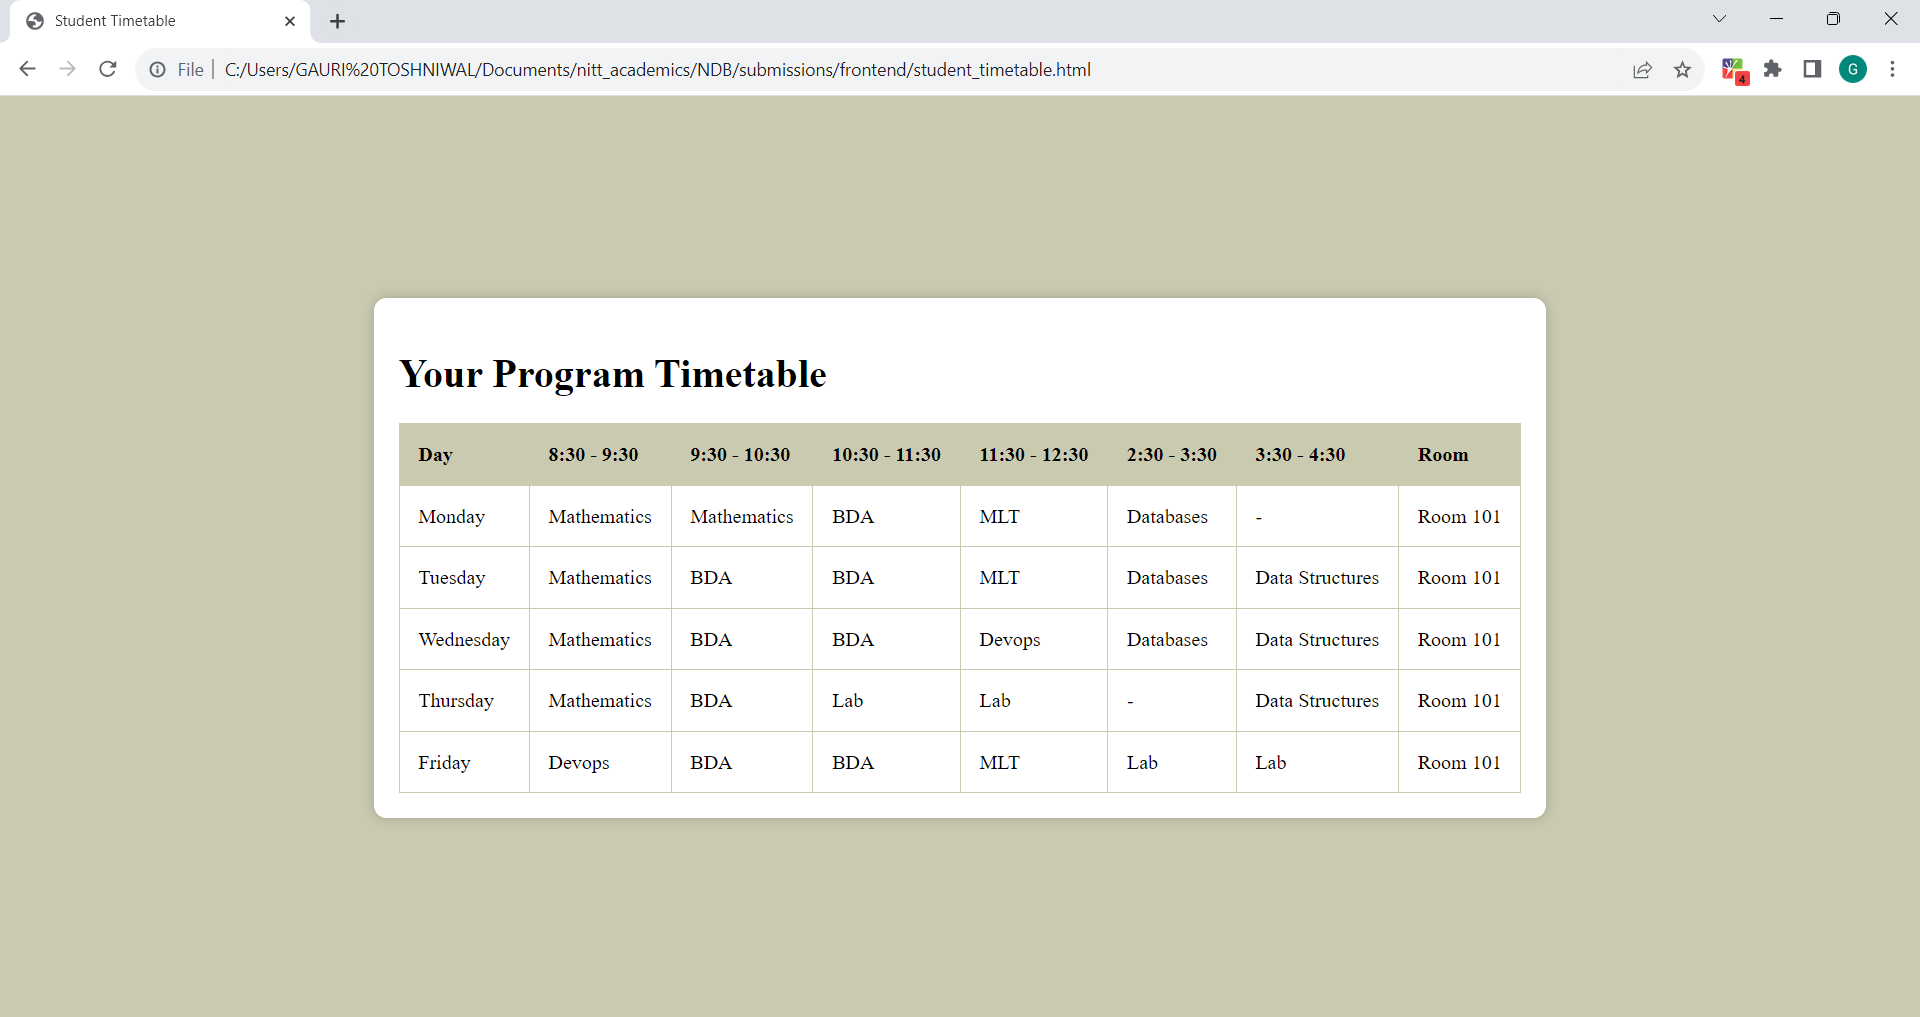 Student Timetable
File C:/Users/GAURI%20TOSHNIWAL/Documents/nitt_academics/NDB/submissions/frontend/student_timetable.html 4 G
Your Program Timetable
Day 8:30 - 9:30 9:30 - 10:30 10:30 - 11:30 11:30 - 12:30 2:30 - 3:30 3:30 - 4:30 Room
Monday Mathematics Mathematics BDA MLT Databases - Room 101
Tuesday Mathematics BDA BDA MLT Databases Data Structures Room 101
Wednesday Mathematics BDA BDA Devops Databases Data Structures Room 101
Thursday Mathematics BDA Lab Lab - Data Structures Room 101
Friday Devops BDA BDA MLT Lab Lab Room 101